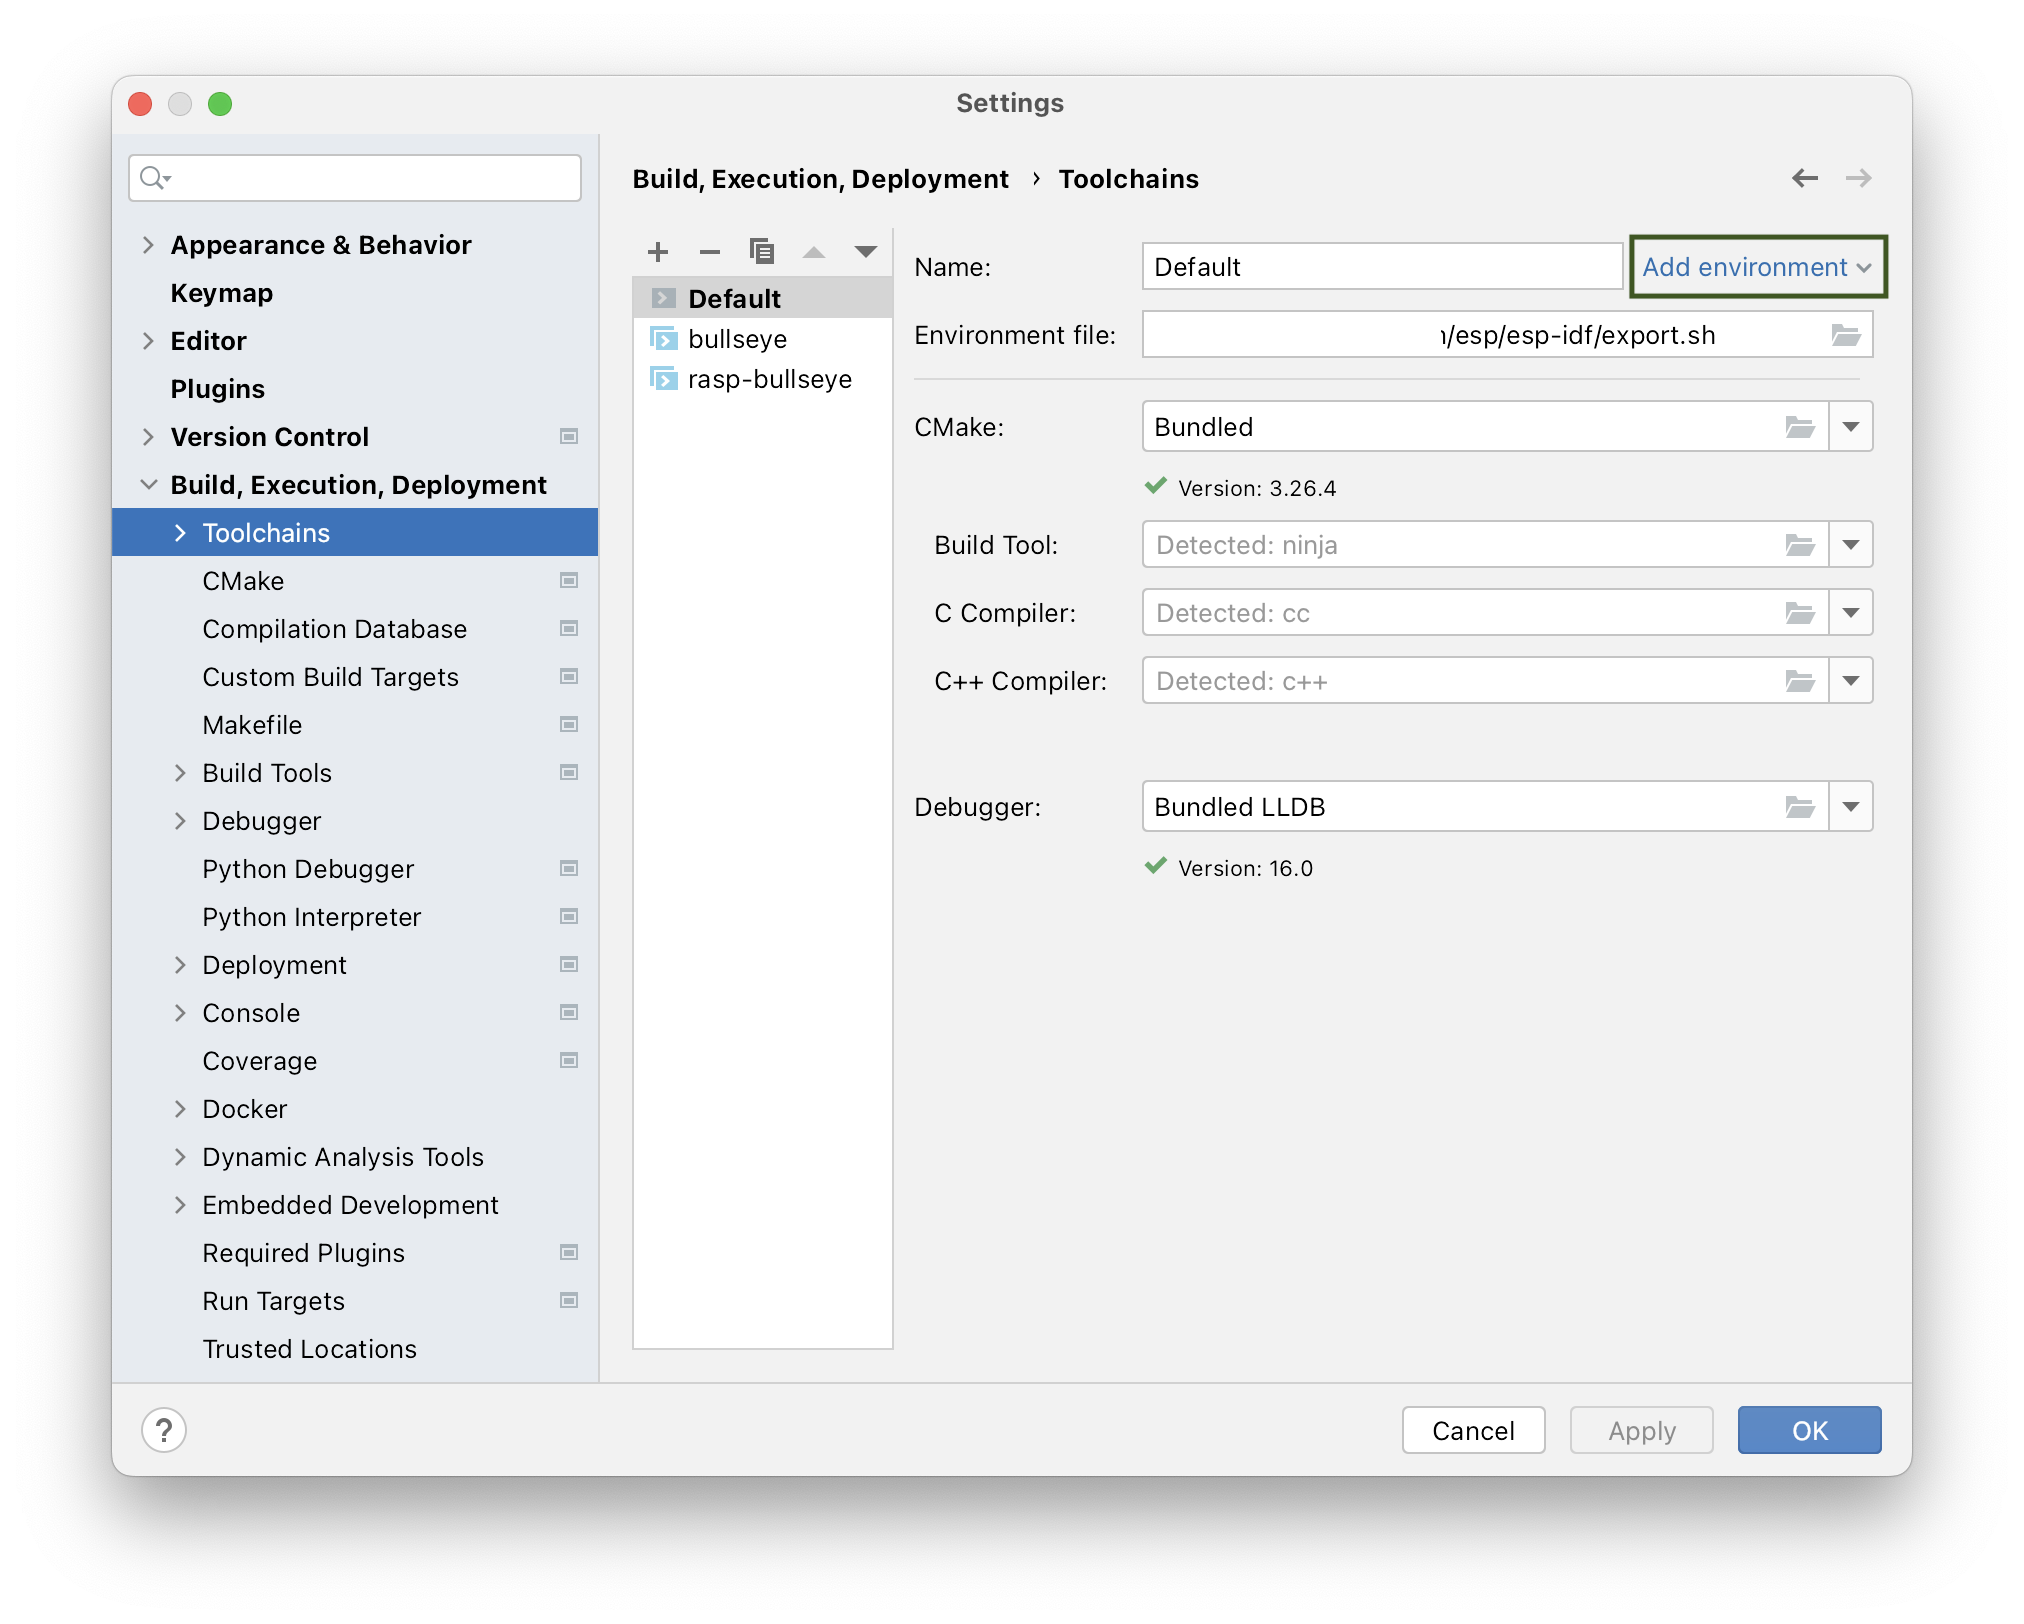 Settings
Appearance & Behavior
Keymap
Editor
Plugins
Version Control
Build, Execution, Deployment
Toolchains
CMake
Compilation Database
Custom Build Targets
Makefile
Build Tools
Debugger
Python Debugger
Python Interpreter
Deployment
Console
Coverage
Docker
Dynamic Analysis Tools
Embedded Development
Required Plugins
Run Targets
Trusted Locations
Build, Execution, Deployment › Toolchains
Default
bullseye
rasp-bullseye
Name: Default Add environment
Environment file: /esp/esp-idf/export.sh
CMake: Bundled
Version: 3.26.4
Build Tool: Detected: ninja
C Compiler: Detected: cc
C++ Compiler: Detected: c++
Debugger: Bundled LLDB
Version: 16.0
?
Cancel Apply OK